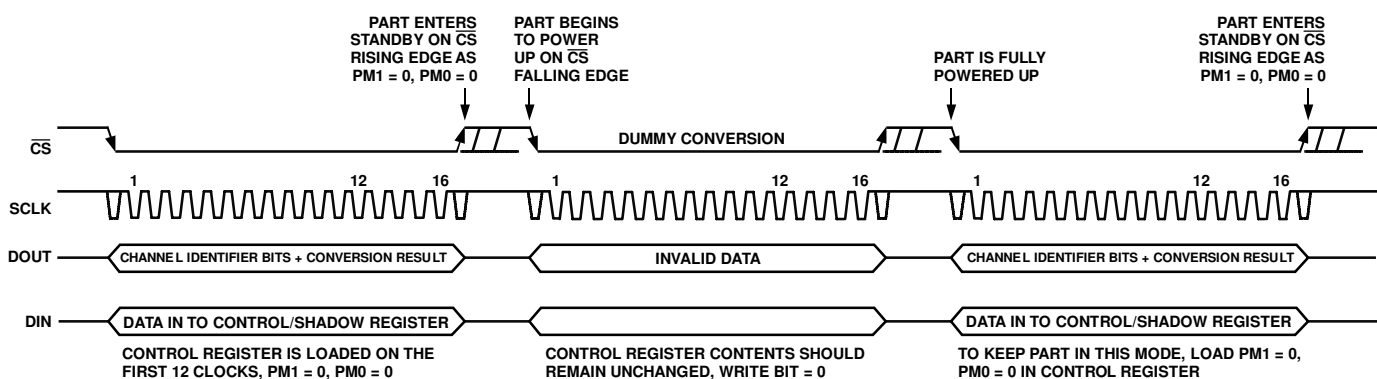 PART ENTERS
STANDBY ON CS
RISING EDGE AS
PM1 = 0, PM0 = 0
PART BEGINS
TO POWER
UP ON CS
FALLING EDGE
PART IS FULLY
POWERED UP
PART ENTERS
STANDBY ON CS
RISING EDGE AS
PM1 = 0, PM0 = 0
CS
DUMMY CONVERSION
SCLK
1
12
16
1
12
16
1
12
16
DOUT
CHANNEL IDENTIFIER BITS + CONVERSION RESULT
INVALID DATA
CHANNEL IDENTIFIER BITS + CONVERSION RESULT
DIN
DATA IN TO CONTROL/SHADOW REGISTER
DATA IN TO CONTROL/SHADOW REGISTER
CONTROL REGISTER IS LOADED ON THE
FIRST 12 CLOCKS, PM1 = 0, PM0 = 0
CONTROL REGISTER CONTENTS SHOULD
REMAIN UNCHANGED, WRITE BIT = 0
TO KEEP PART IN THIS MODE, LOAD PM1 = 0,
PM0 = 0 IN CONTROL REGISTER